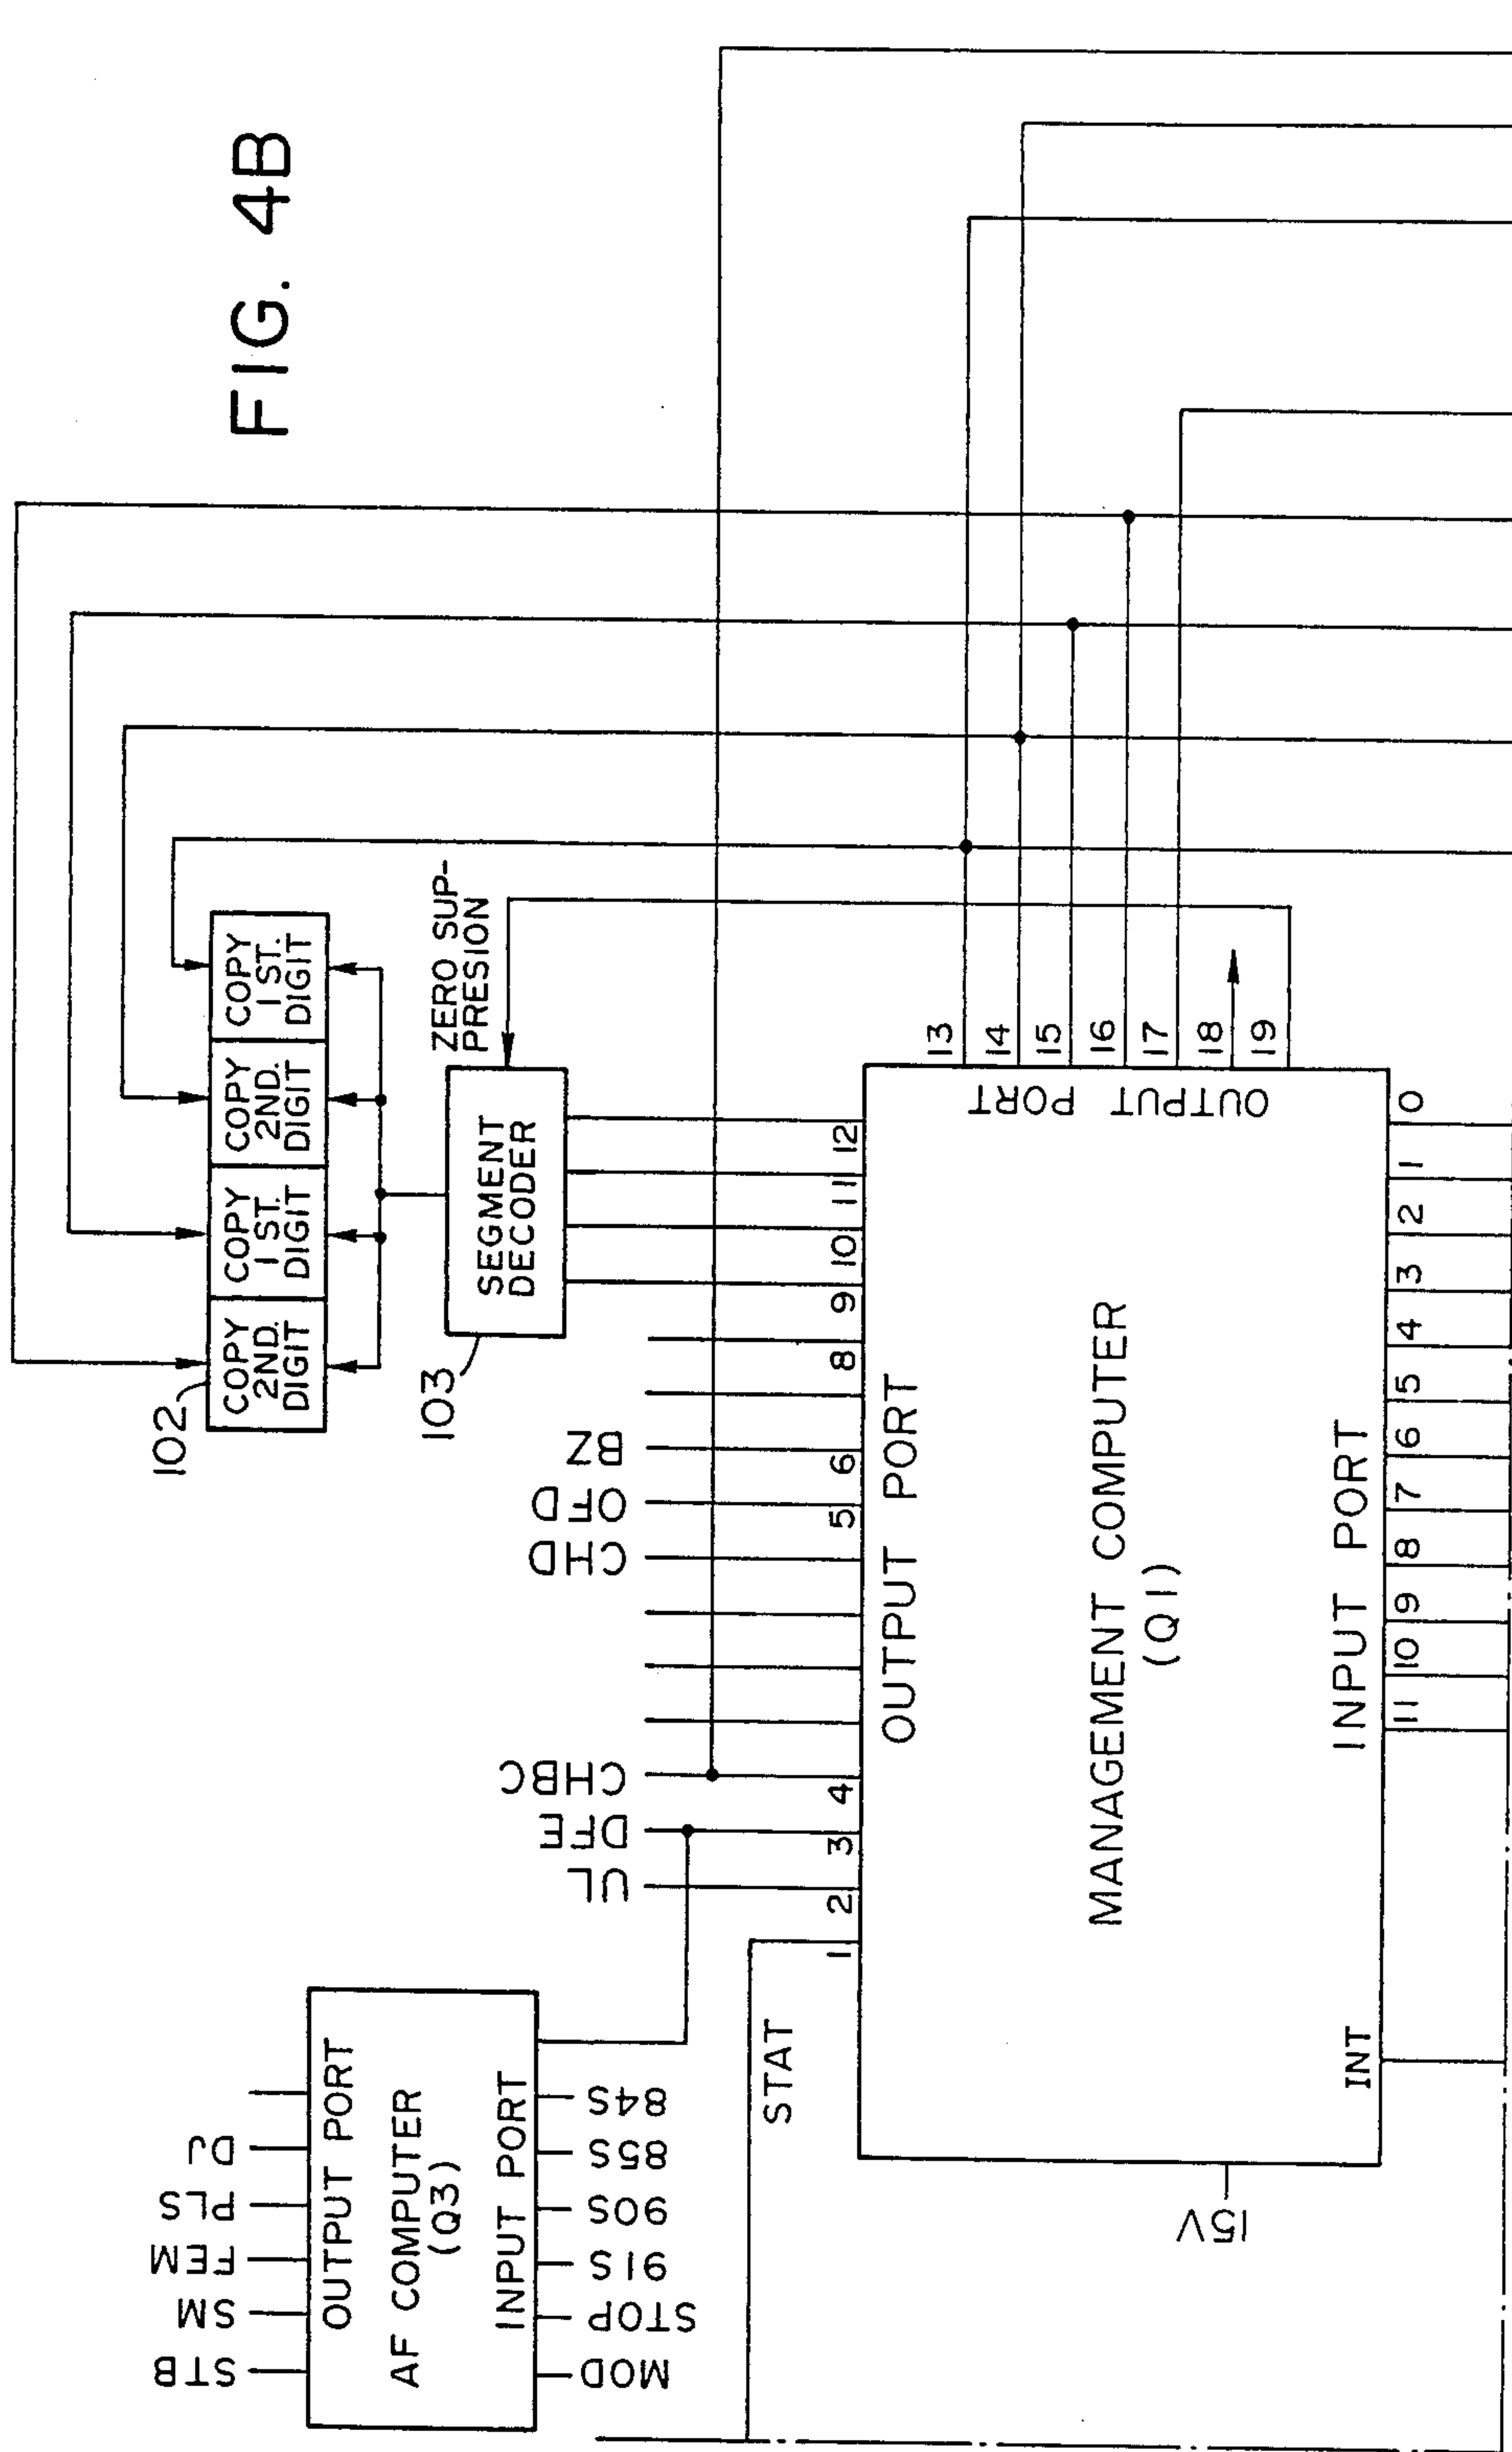 FIG. 4B
102
COPY
2ND.
DIGIT
COPY
1 ST.
DIGIT
COPY
2ND.
DIGIT
COPY
1 ST.
DIGIT
103
SEGMENT
DECODER
ZERO SUP-
PRESION
STB
SM
FEM
PLS
DJ
OUTPUT PORT
AF COMPUTER
(Q3)
INPUT PORT
MOD
STOP
91S
90S
85S
84S
STAT
UL
DFE
CHBC
CHD
OFD
BZ
1
2
3
4
5
6
8
9
10
11
12
OUTPUT PORT
MANAGEMENT COMPUTER
(Q1)
INPUT PORT
OUTPUT PORT
13
14
15
16
17
18
19
15V
INT
11
10
9
8
7
6
5
4
3
2
1
0